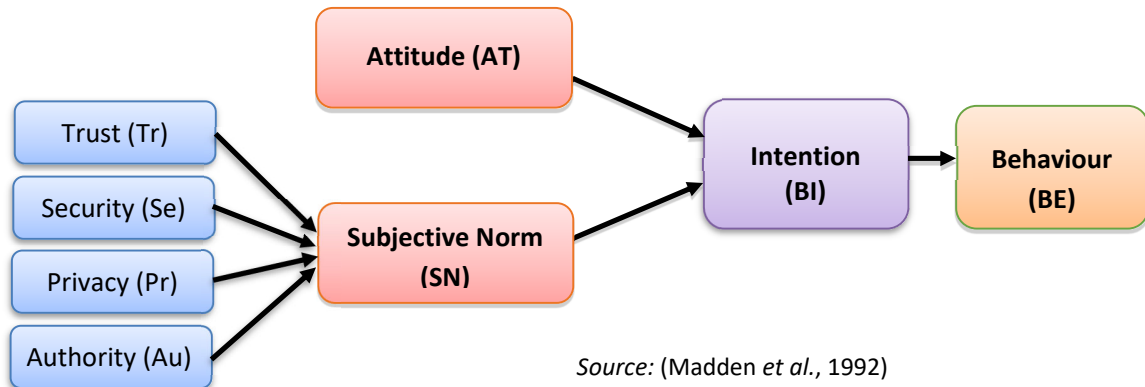 Attitude (AT)
Trust (Tr)
Security (Se)
Privacy (Pr)
Authority (Au)
Subjective Norm
(SN)
Intention
(BI)
Behaviour
(BE)
Source: (Madden et al., 1992)